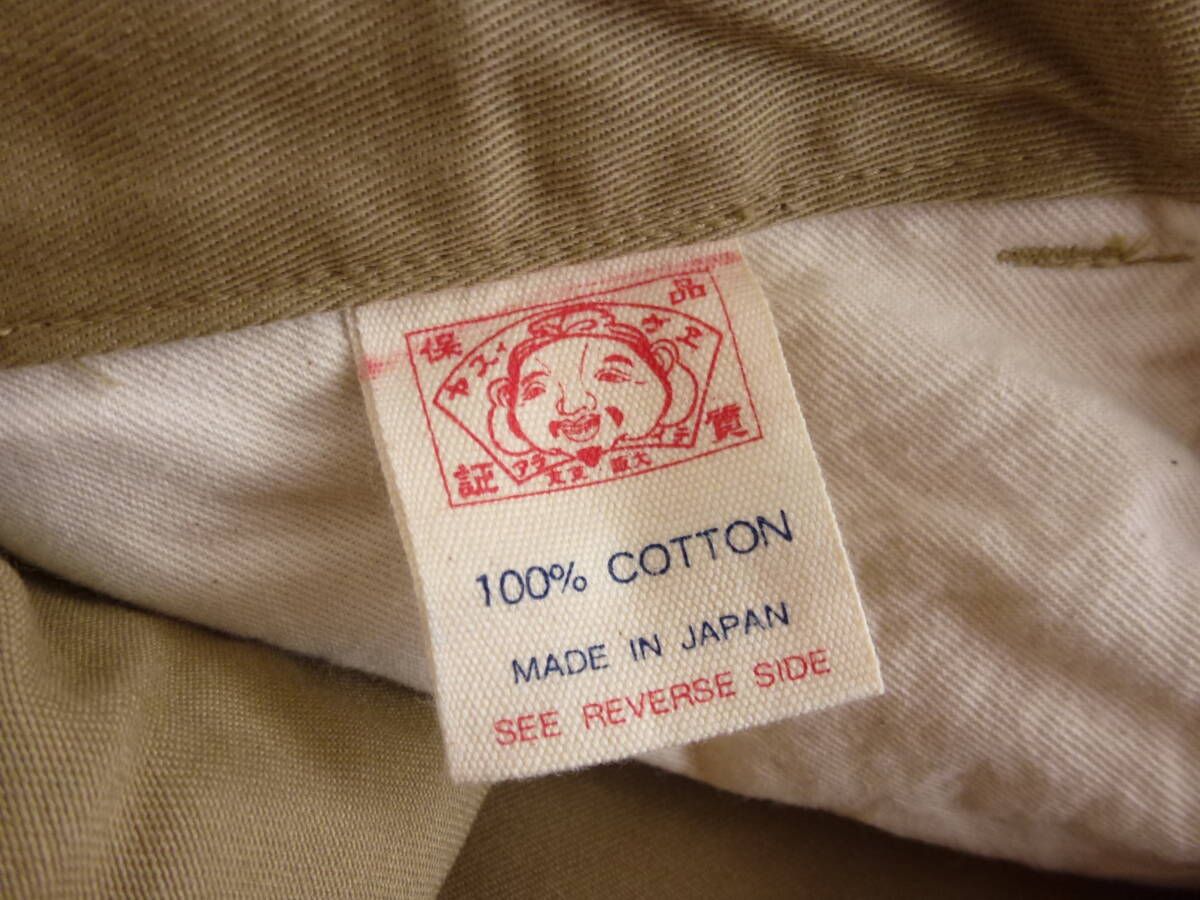 品質
保証
100% COTTON
MADE IN JAPAN
SEE REVERSE SIDE